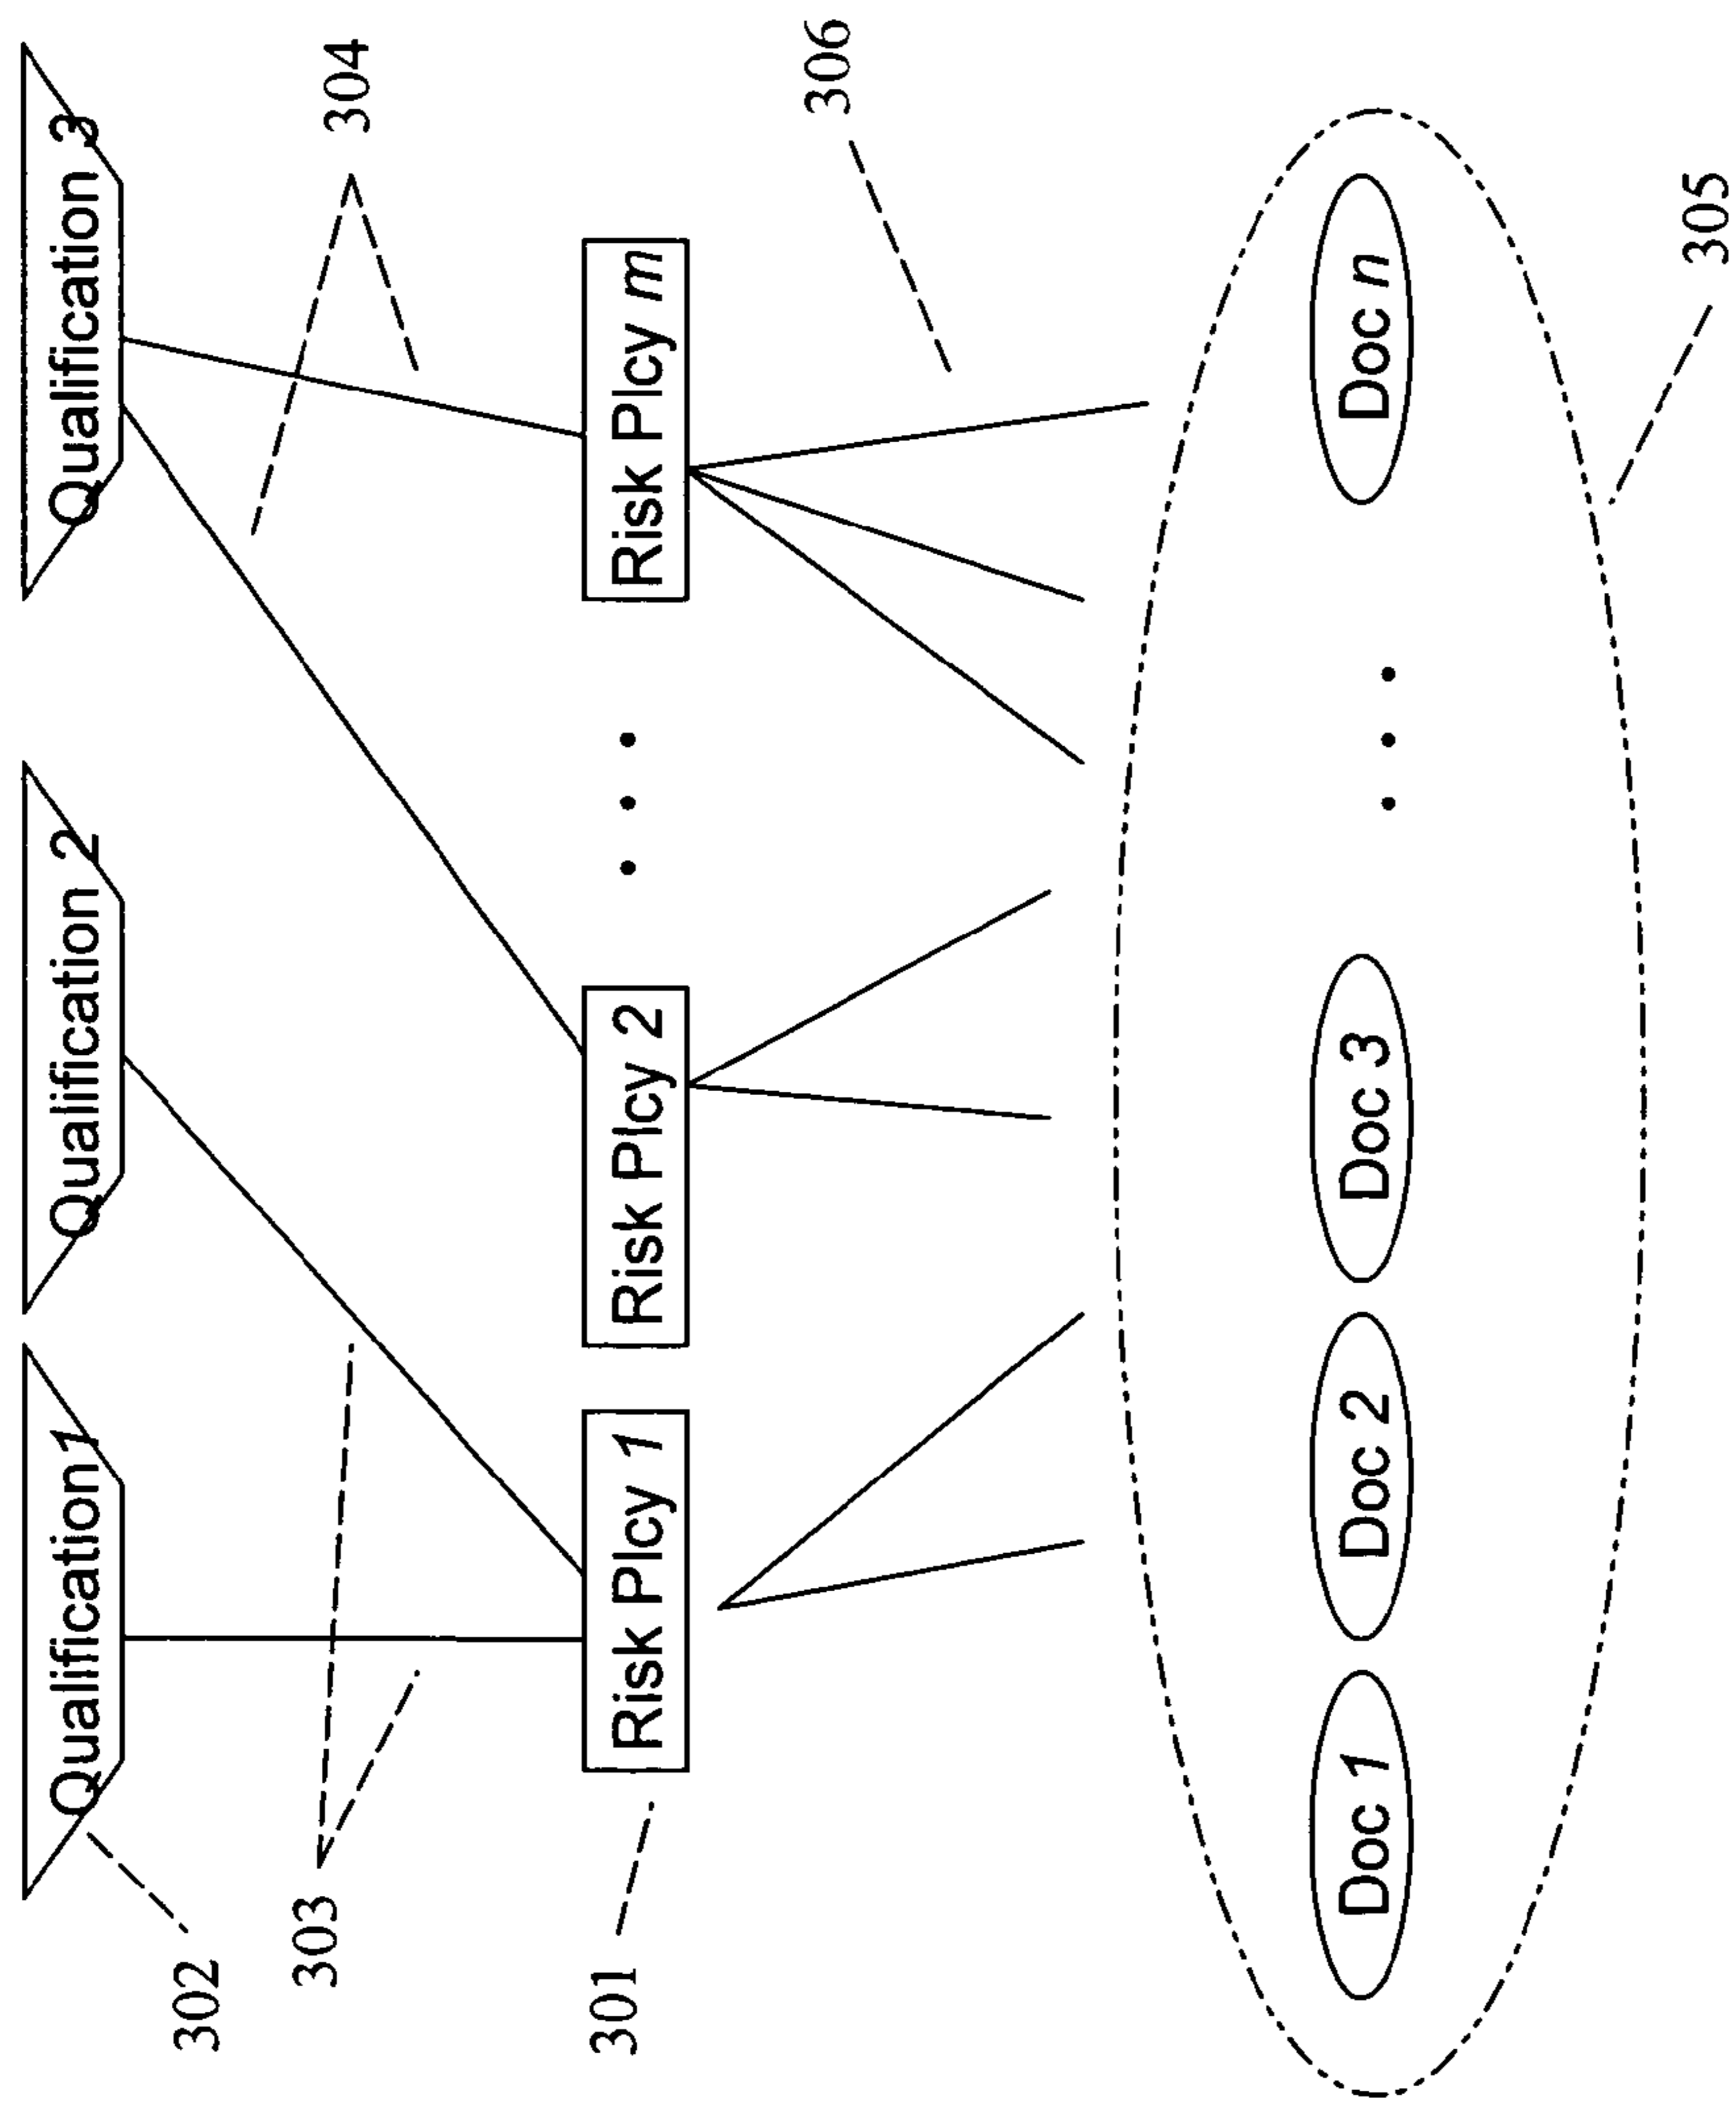 Qualification 1
Qualification 2
Qualification 3
302
303
304
Risk Plcy 1
Risk Plcy 2
Risk Plcy m
301
306
Doc 1
Doc 2
Doc 3
Doc n
305